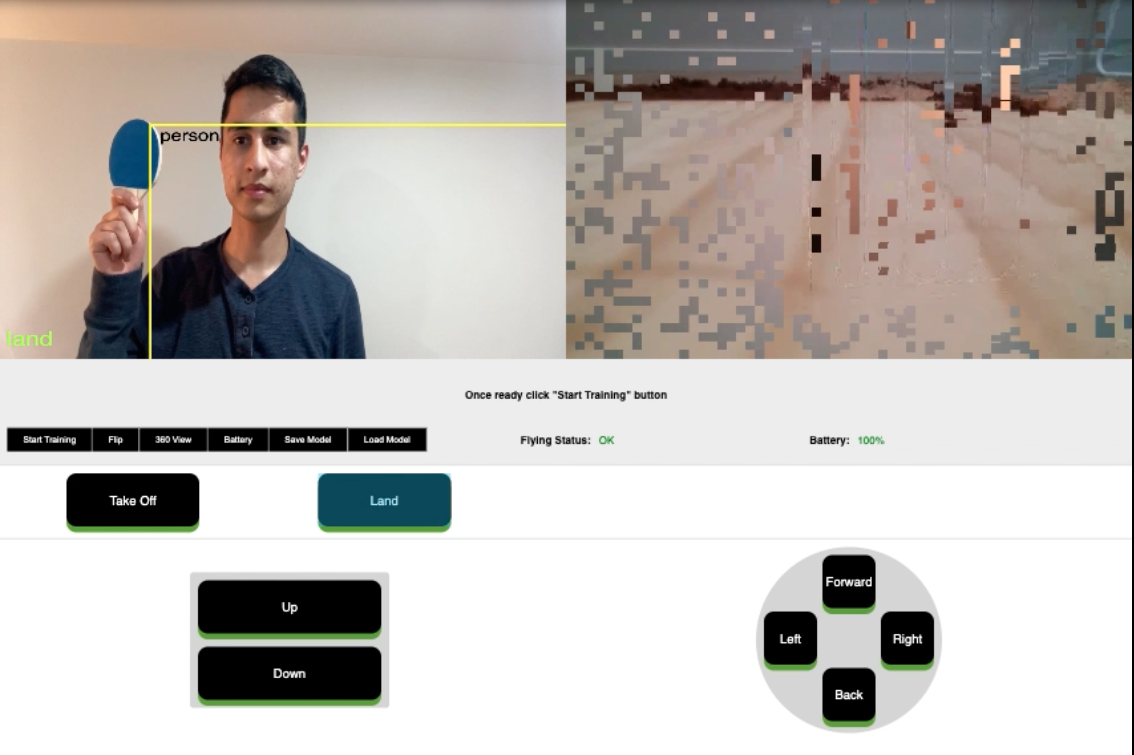 person
land
Once ready click "Start Training" button
Start Training Flip 360 View Battery Save Model Load Model Flying Status: OK Battery: 100%
Take Off Land
Up
Down
Forward
Left Right
Back